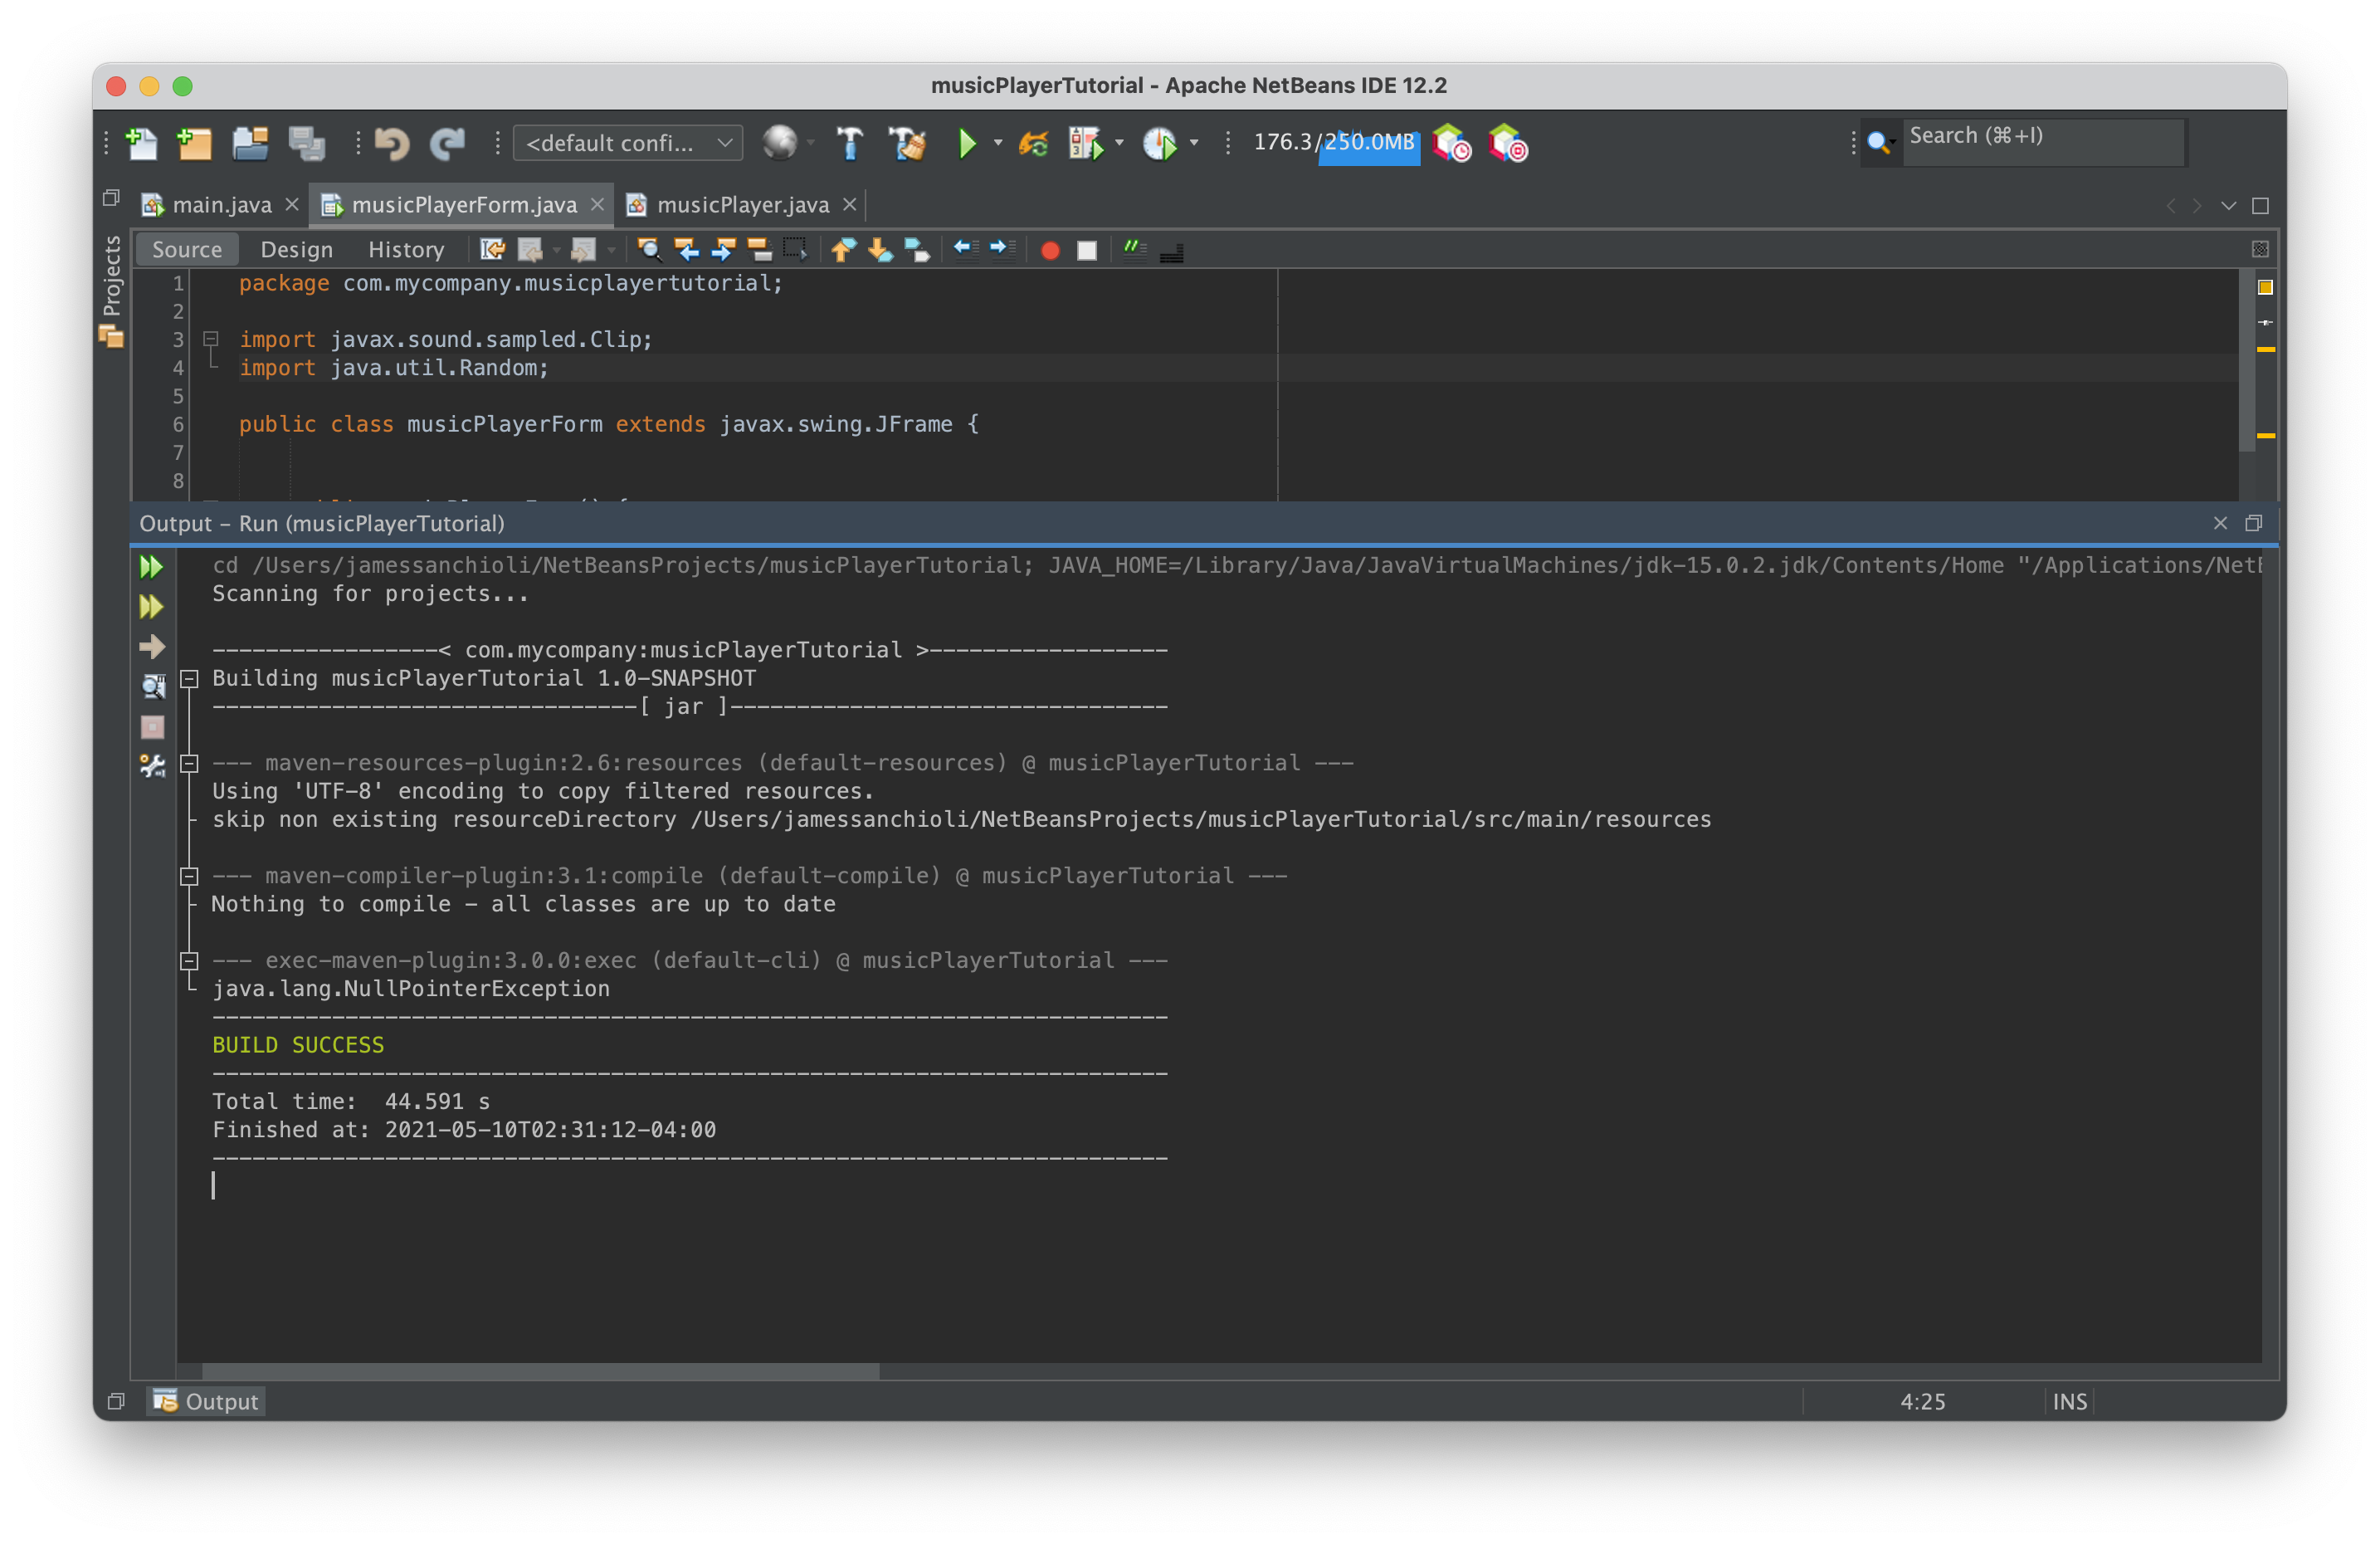 musicPlayerTutorial - Apache NetBeans IDE 12.2
<default confi...
176.3/250.0MB
Search (⌘+I)
main.java
musicPlayerForm.java
musicPlayer.java
Projects
Source Design History
1 package com.mycompany.musicplayertutorial;
2
3 import javax.sound.sampled.Clip;
4 import java.util.Random;
5
6 public class musicPlayerForm extends javax.swing.JFrame {
7
8
Output - Run (musicPlayerTutorial)
cd /Users/jamessanchioli/NetBeansProjects/musicPlayerTutorial; JAVA_HOME=/Library/Java/JavaVirtualMachines/jdk-15.0.2.jdk/Contents/Home "/Applications/NetB
Scanning for projects...
-----------------< com.mycompany:musicPlayerTutorial >------------------
Building musicPlayerTutorial 1.0-SNAPSHOT
--------------------------------[ jar ]---------------------------------
--- maven-resources-plugin:2.6:resources (default-resources) @ musicPlayerTutorial ---
Using 'UTF-8' encoding to copy filtered resources.
skip non existing resourceDirectory /Users/jamessanchioli/NetBeansProjects/musicPlayerTutorial/src/main/resources
--- maven-compiler-plugin:3.1:compile (default-compile) @ musicPlayerTutorial ---
Nothing to compile - all classes are up to date
--- exec-maven-plugin:3.0.0:exec (default-cli) @ musicPlayerTutorial ---
java.lang.NullPointerException
------------------------------------------------------------------------
BUILD SUCCESS
------------------------------------------------------------------------
Total time:  44.591 s
Finished at: 2021-05-10T02:31:12-04:00
------------------------------------------------------------------------
Output
4:25
INS